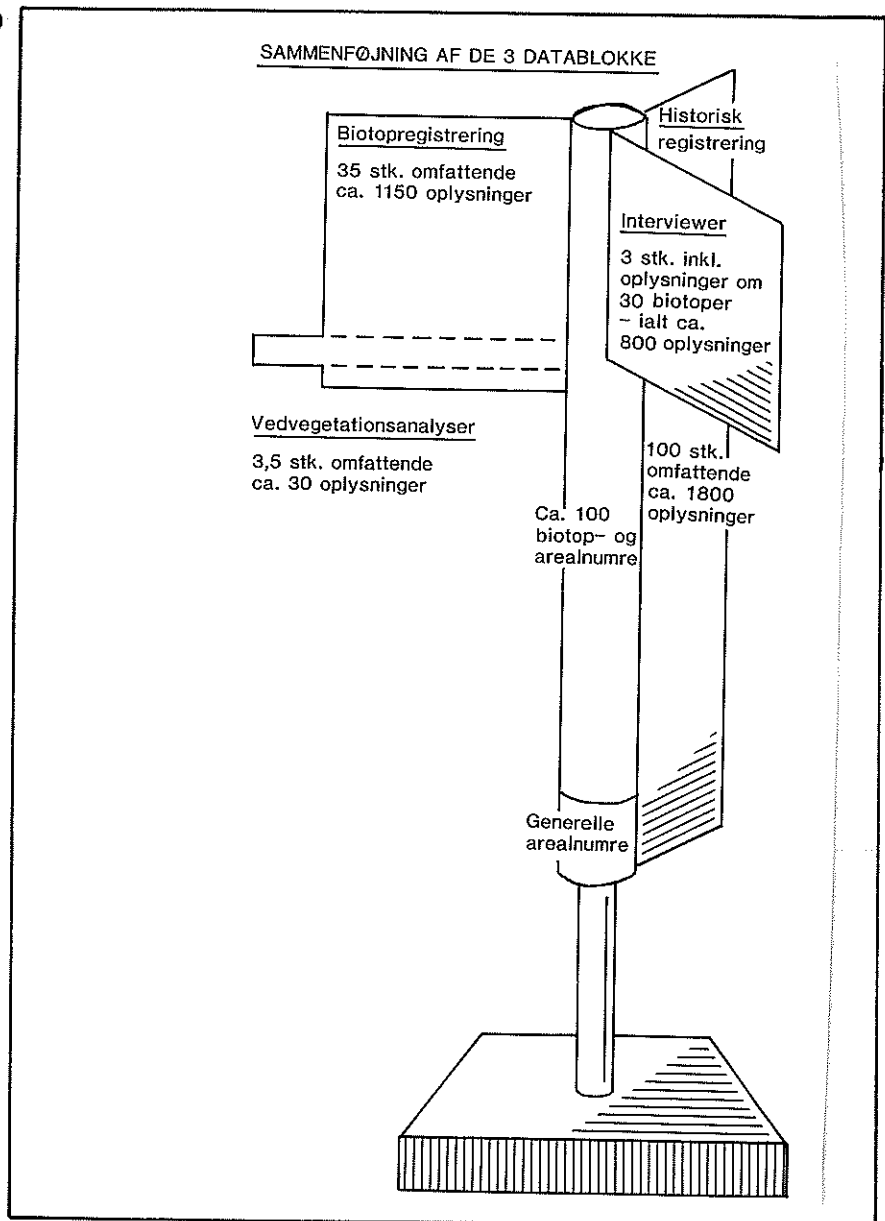 SAMMENFØJNING AF DE 3 DATABLOKKE
Biotopregistrering
35 stk. omfattende
ca. 1150 oplysninger
Historisk
registrering
Interviewer
3 stk. inkl.
oplysninger om
30 biotoper
- ialt ca.
800 oplysninger
Vedvegetationsanalyser
3,5 stk. omfattende
ca. 30 oplysninger
100 stk.
omfattende
ca. 1800
oplysninger
Ca. 100
biotop- og
arealnumre
Generelle
arealnumre